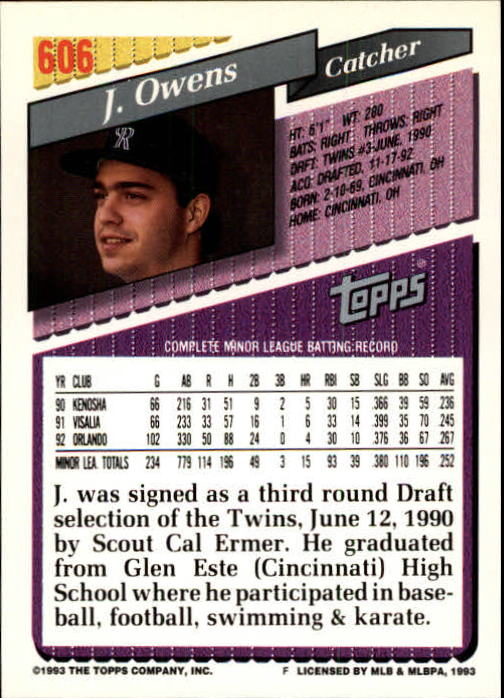 606
J. Owens
Catcher
HT: 6'1" WT: 280
BATS: RIGHT THROWS: RIGHT
DRFT: TWINS #3-JUNE, 1990
ACQ: DRAFTED, 11-17-92
BORN: 2-10-69, CINCINNATI, OH
HOME: CINCINNATI, OH
TOPPS®
COMPLETE MINOR LEAGUE BATTING RECORD
YR CLUB G AB R H 2B 3B HR RBI SB SLG BB SO AVG
90 KENOSHA 66 216 31 51 9 2 5 30 15 .366 39 59 .236
91 VISALIA 66 233 33 57 16 1 6 33 14 .399 35 70 .245
92 ORLANDO 102 330 50 88 24 0 4 30 10 .376 36 67 .267
MINOR LEA. TOTALS 234 779 114 196 49 3 15 93 39 .380 110 196 .252
J. was signed as a third round Draft
selection of the Twins, June 12, 1990
by Scout Cal Ermer. He graduated
from Glen Este (Cincinnati) High
School where he participated in base-
ball, football, swimming & karate.
©1993 THE TOPPS COMPANY, INC. F LICENSED BY MLB & MLBPA, 1993